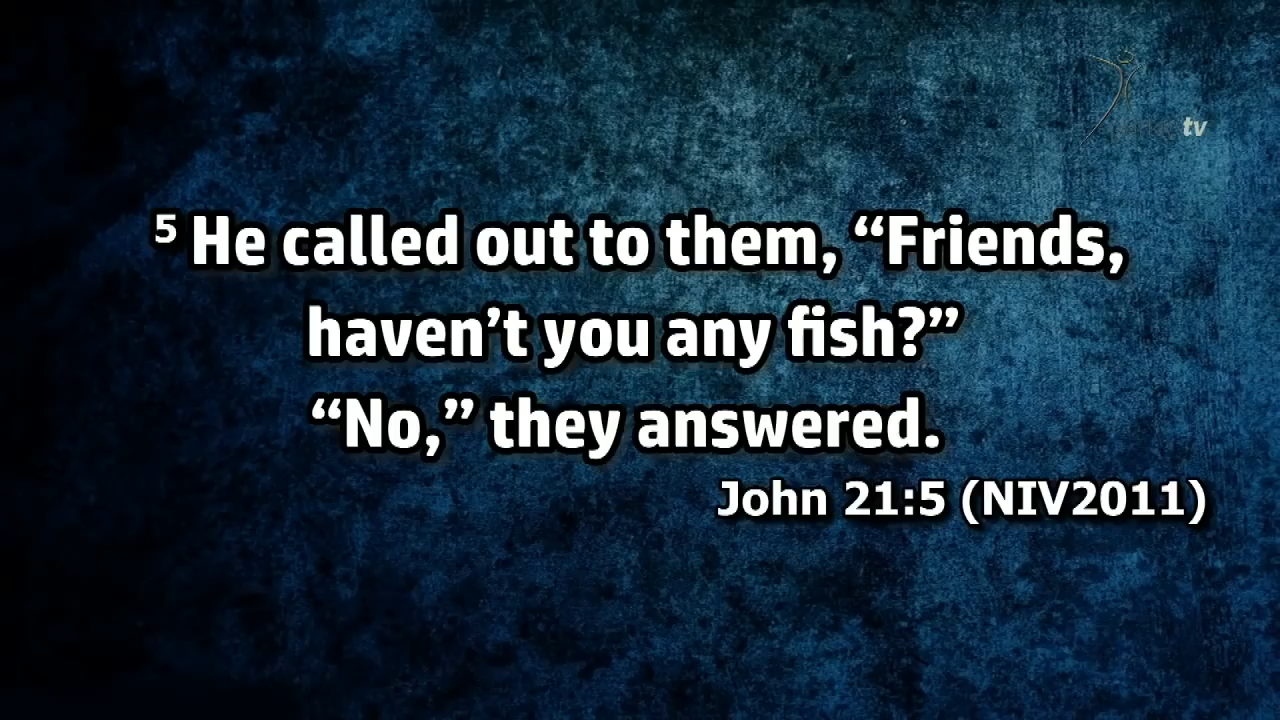 tv
⁵ He called out to them, “Friends,
haven’t you any fish?”
“No,” they answered.
John 21:5 (NIV2011)